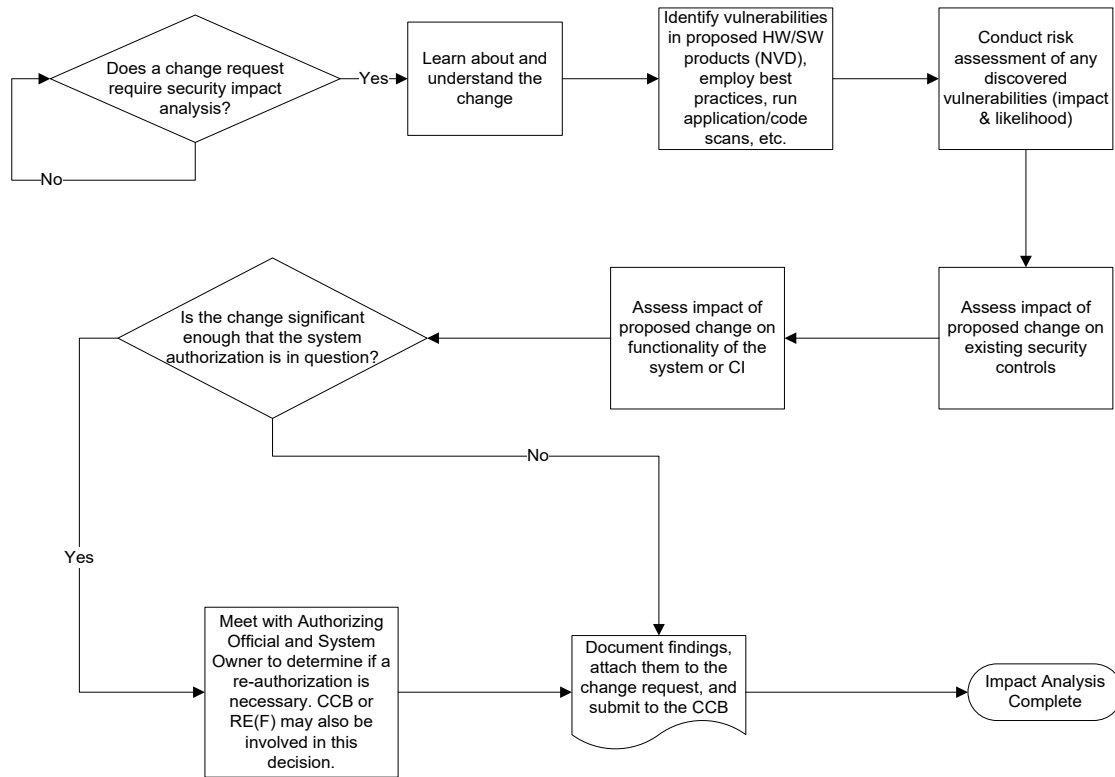 Does a change request
require security impact
analysis?
Yes
No
Learn about and
understand the
change
Identify vulnerabilities
in proposed HW/SW
products (NVD),
employ best
practices, run
application/code
scans, etc.
Conduct risk
assessment of any
discovered
vulnerabilities (impact
& likelihood)
Assess impact of
proposed change on
existing security
controls
Assess impact of
proposed change on
functionality of the
system or CI
Is the change significant
enough that the system
authorization is in question?
No
Yes
Meet with Authorizing
Official and System
Owner to determine if a
re-authorization is
necessary. CCB or
RE(F) may also be
involved in this
decision.
Document findings,
attach them to the
change request, and
submit to the CCB
Impact Analysis
Complete